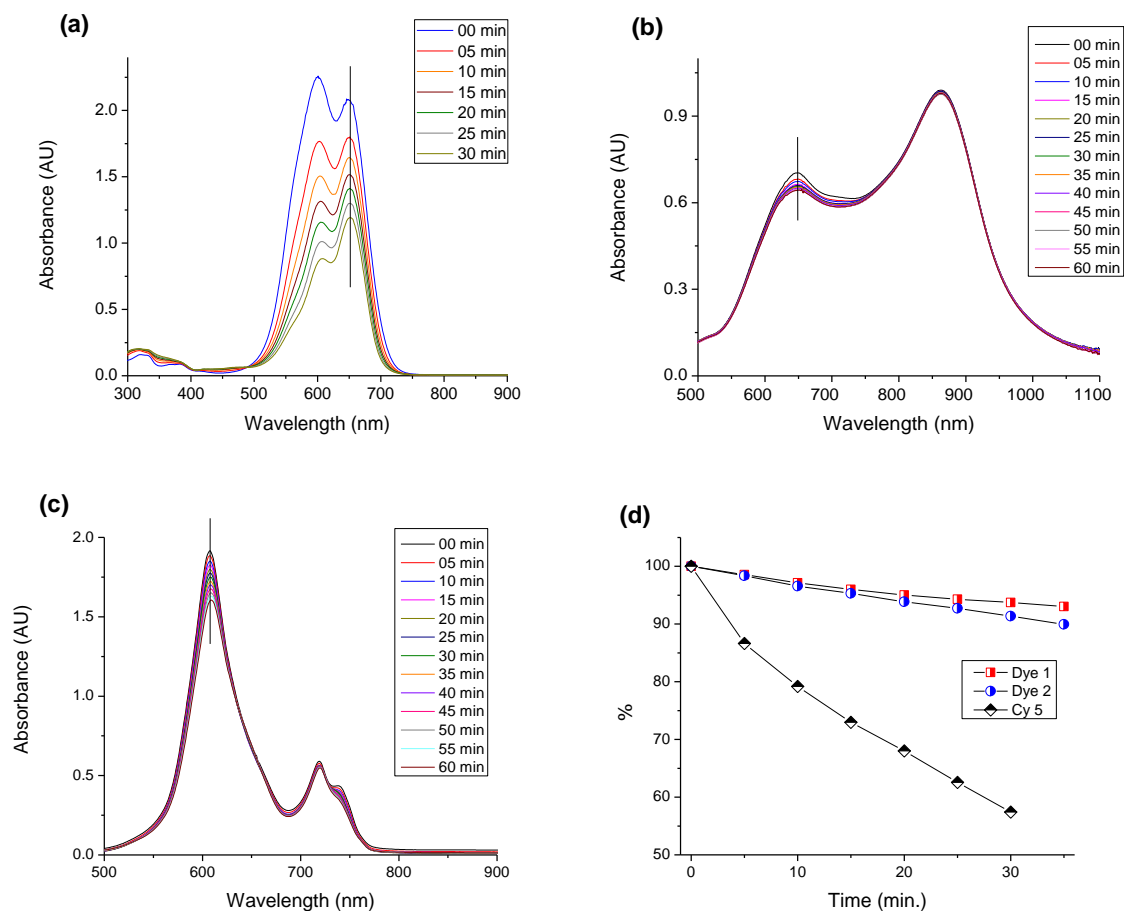 (a)
00 min
05 min
10 min
15 min
20 min
25 min
30 min
2.0
1.5
1.0
0.5
0.0
300 400 500 600 700 800 900
Absorbance (AU)
Wavelength (nm)
(b)
00 min
05 min
10 min
15 min
20 min
25 min
30 min
35 min
40 min
45 min
50 min
55 min
60 min
0.9
0.6
0.3
0.0
500 600 700 800 900 1000 1100
Absorbance (AU)
Wavelength (nm)
(c)
00 min
05 min
10 min
15 min
20 min
25 min
30 min
35 min
40 min
45 min
50 min
55 min
60 min
2.0
1.5
1.0
0.5
0.0
500 600 700 800 900
Absorbance (AU)
Wavelength (nm)
(d)
100
90
80
70
60
50
%
Dye 1
Dye 2
Cy 5
0 10 20 30
Time (min.)